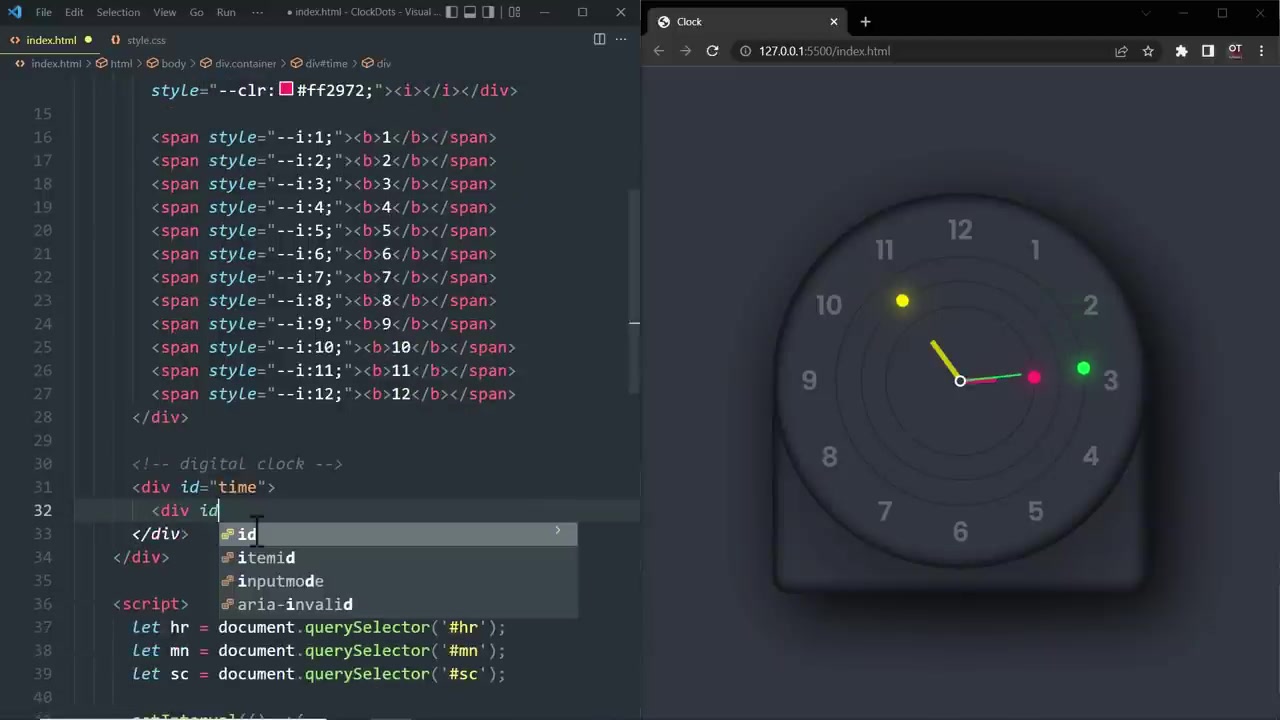 File Edit Selection View Go Run ··· ● index.html - ClockDots - Visual ...
index.html ● style.css
index.html > html > body > div.container > div#time > div
style="--clr:#ff2972;"><i></i></div>
15
16 <span style="--i:1;"><b>1</b></span>
17 <span style="--i:2;"><b>2</b></span>
18 <span style="--i:3;"><b>3</b></span>
19 <span style="--i:4;"><b>4</b></span>
20 <span style="--i:5;"><b>5</b></span>
21 <span style="--i:6;"><b>6</b></span>
22 <span style="--i:7;"><b>7</b></span>
23 <span style="--i:8;"><b>8</b></span>
24 <span style="--i:9;"><b>9</b></span>
25 <span style="--i:10;"><b>10</b></span>
26 <span style="--i:11;"><b>11</b></span>
27 <span style="--i:12;"><b>12</b></span>
28 </div>
29
30 <!-- digital clock -->
31 <div id="time">
32 <div id
33 </div>
id
34 </div>
itemid
35
inputmode
36 <script>
aria-invalid
37 let hr = document.querySelector('#hr');
38 let mn = document.querySelector('#mn');
39 let sc = document.querySelector('#sc');
40
Clock
127.0.0.1:5500/index.html
OT
12
11 1
10 2
9 3
8 4
7 5
6